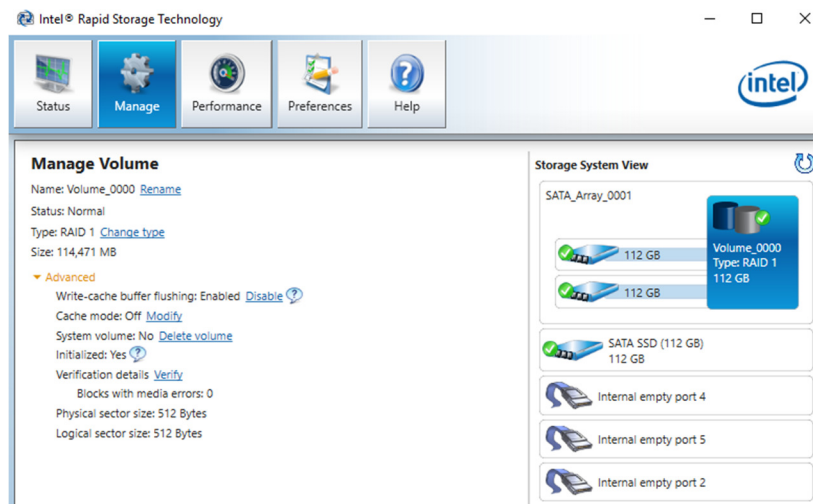 Intel® Rapid Storage Technology
Status
Manage
Performance
Preferences
Help
intel
Manage Volume
Name: Volume_0000 Rename
Status: Normal
Type: RAID 1 Change type
Size: 114,471 MB
Advanced
Write-cache buffer flushing: Enabled Disable ?
Cache mode: Off Modify
System volume: No Delete volume
Initialized: Yes ?
Verification details Verify
Blocks with media errors: 0
Physical sector size: 512 Bytes
Logical sector size: 512 Bytes
Storage System View
SATA_Array_0001
112 GB
112 GB
Volume_0000
Type: RAID 1
112 GB
SATA SSD (112 GB)
112 GB
Internal empty port 4
Internal empty port 5
Internal empty port 2